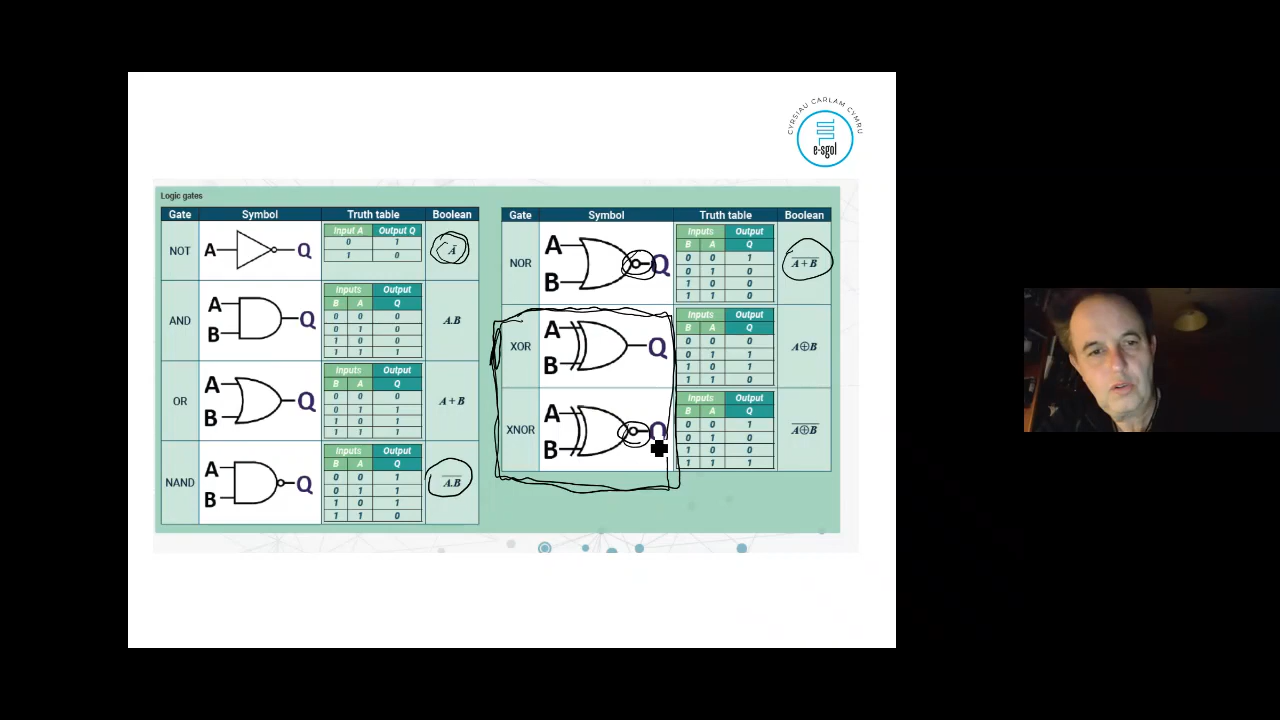 CYRSIAU CARLAM CYMRU
e-sgol
Logic gates
Gate Symbol Truth table Boolean
NOT A Q
Input A Output Q
0 1
1 0
Ā
AND A B Q
Inputs Output
B A Q
0 0 0
0 1 0
1 0 0
1 1 1
A.B
OR A B Q
Inputs Output
B A Q
0 0 0
0 1 1
1 0 1
1 1 1
A + B
NAND A B Q
Inputs Output
B A Q
0 0 1
0 1 1
1 0 1
1 1 0
A̅.̅B̅
Gate Symbol Truth table Boolean
NOR A B Q
Inputs Output
B A Q
0 0 1
0 1 0
1 0 0
1 1 0
A̅+̅B̅
XOR A B Q
Inputs Output
B A Q
0 0 0
0 1 1
1 0 1
1 1 0
A⊕B
XNOR A B Q
Inputs Output
B A Q
0 0 1
0 1 0
1 0 0
1 1 1
A̅⊕̅B̅